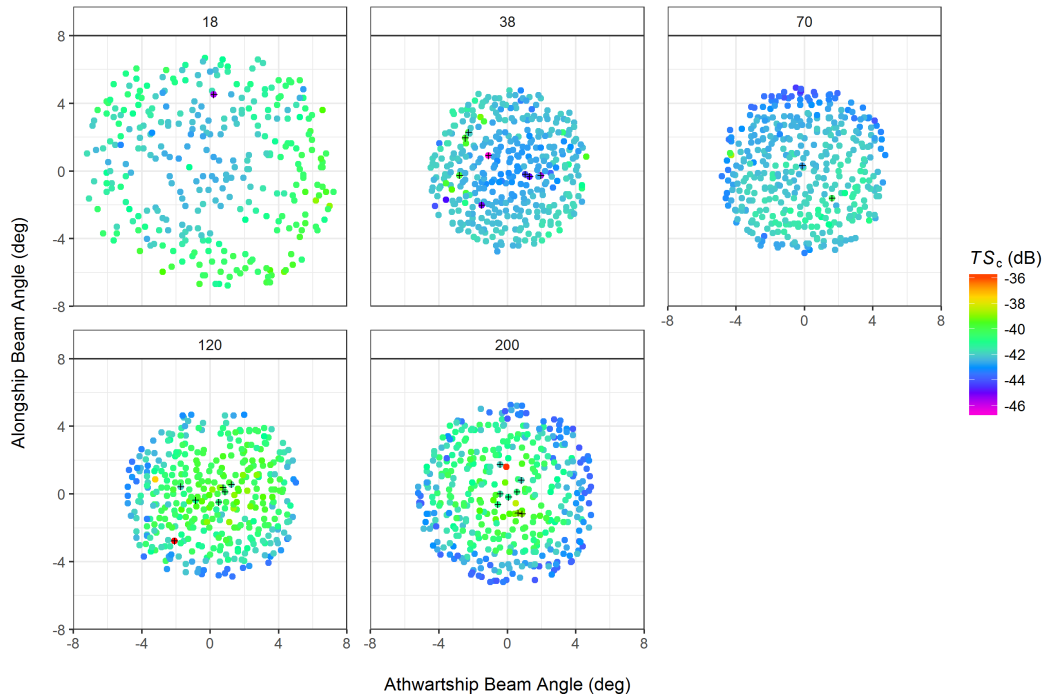 18 38 70
8
4
0
-4
-8
-8 -4 0 4 8
120 200
8
4
0
-4
-8
-8 -4 0 4 8 -8 -4 0 4 8
Alongship Beam Angle (deg)
Athwartship Beam Angle (deg)
TSc (dB)
-36
-38
-40
-42
-44
-46